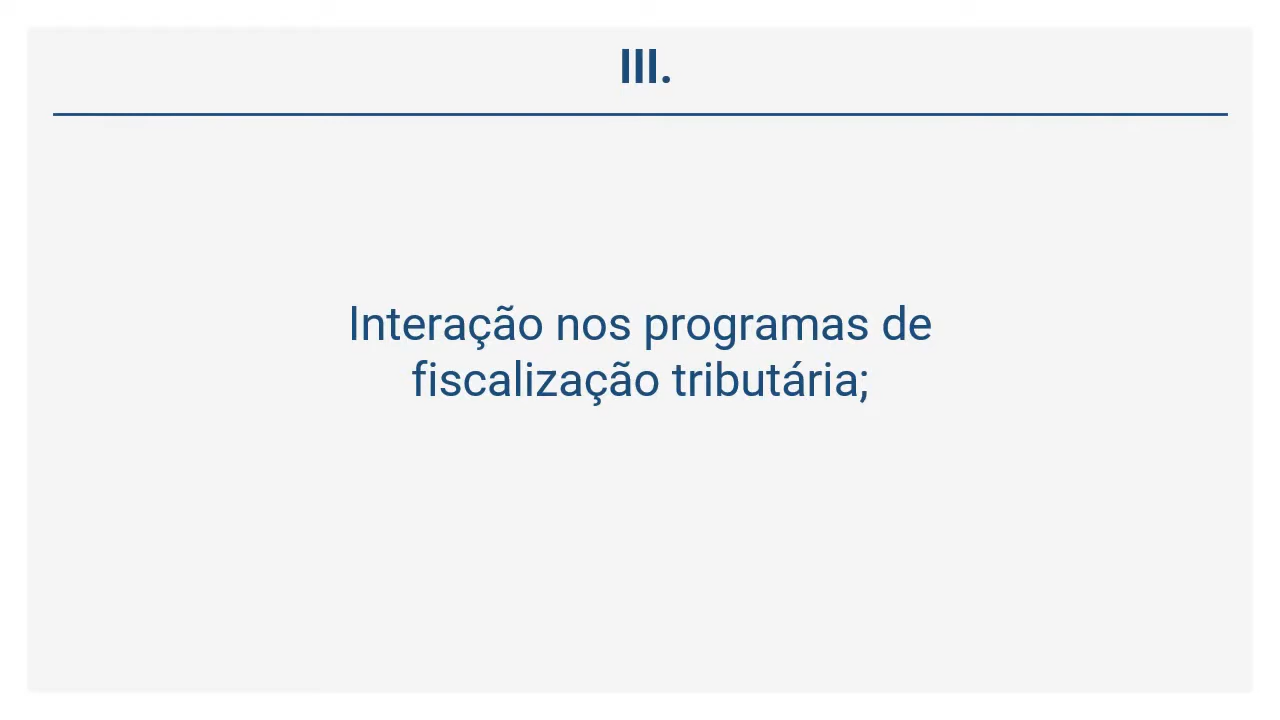 III.
Interação nos programas de
fiscalização tributária;